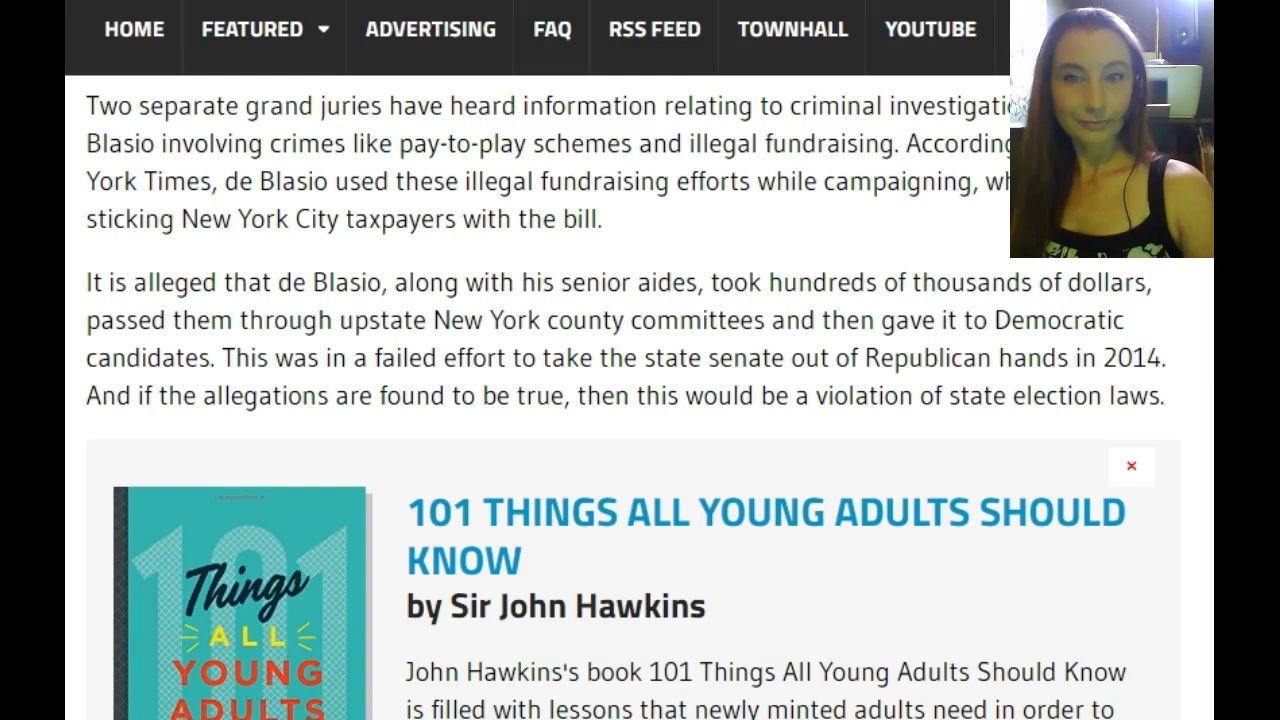 HOME FEATURED ADVERTISING FAQ RSS FEED TOWNHALL YOUTUBE
Two separate grand juries have heard information relating to criminal
Blasio involving crimes like pay-to-play schemes and illegal fundraising. According
York Times, de Blasio used these illegal fundraising efforts while campaigning,
sticking New York City taxpayers with the bill.
It is alleged that de Blasio, along with his senior aides, took hundreds of thousands of dollars,
passed them through upstate New York county committees and then gave it to Democratic
candidates. This was in a failed effort to take the state senate out of Republican hands in 2014.
And if the allegations are found to be true, then this would be a violation of state election laws.
101 THINGS ALL YOUNG ADULTS SHOULD
KNOW
by Sir John Hawkins
John Hawkins's book 101 Things All Young Adults Should Know
is filled with lessons that newly minted adults need in order to
101
Things
ALL
YOUNG
ADULTS